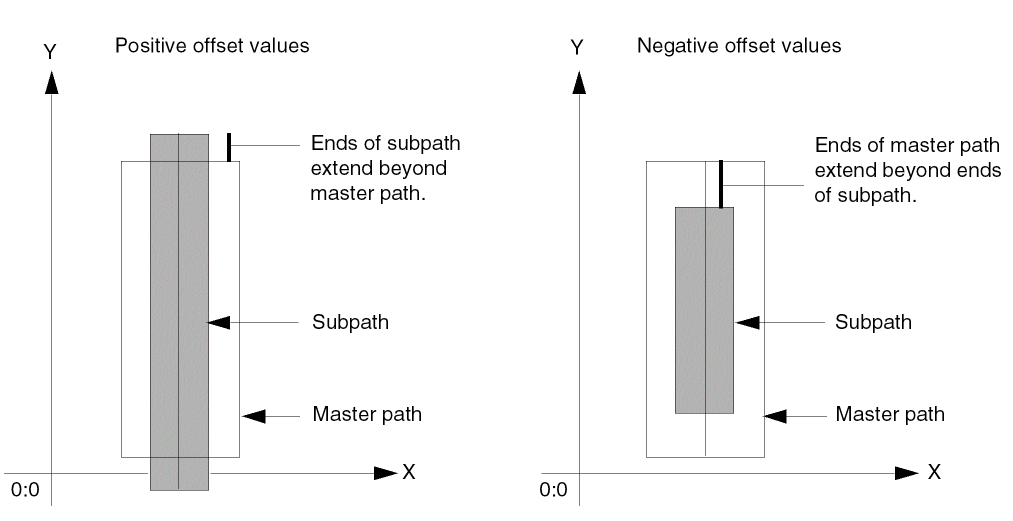 Positive offset values
Y
Ends of subpath
extend beyond
master path.
Subpath
Master path
X
0:0
Negative offset values
Y
Ends of master path
extend beyond ends
of subpath.
Subpath
Master path
X
0:0